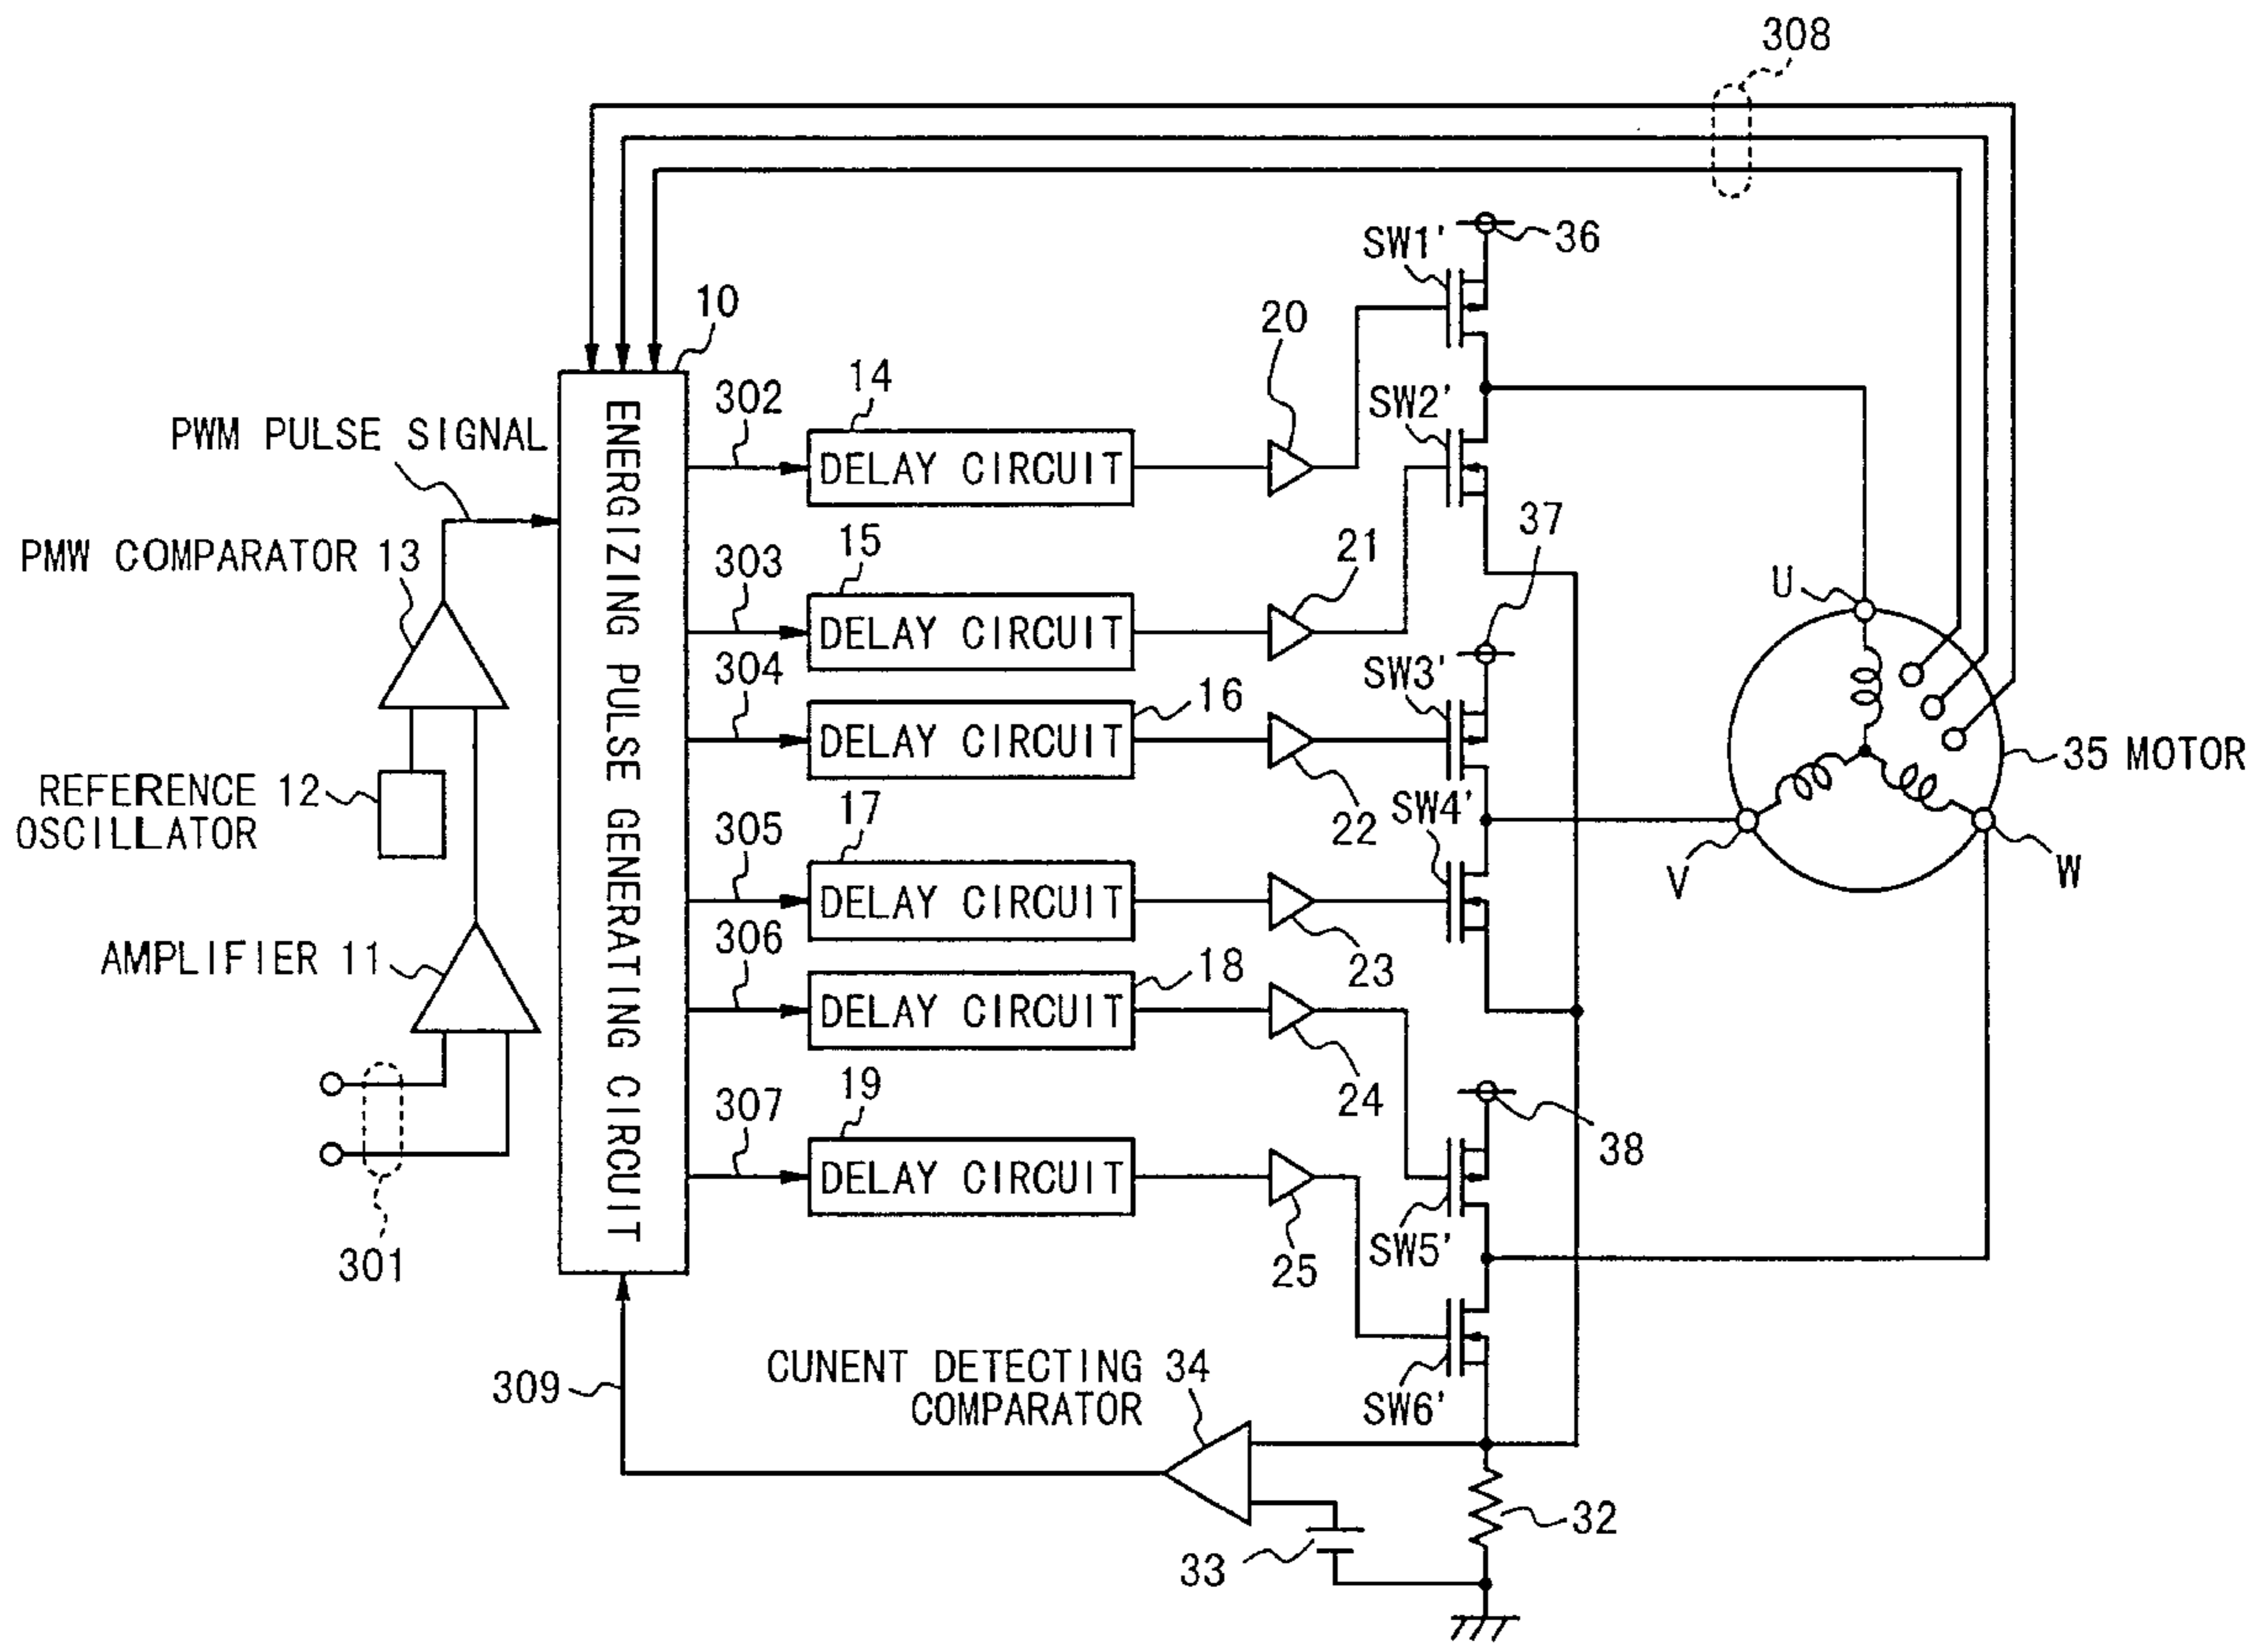 308
SW1'
36
10
20
302
14
SW2'
PWM PULSE SIGNAL
DELAY CIRCUIT
37
PMW COMPARATOR 13
303
15
21
U
DELAY CIRCUIT
304
SW3'
16
ENERGIZING PULSE GENERATING CIRCUIT
DELAY CIRCUIT
35 MOTOR
REFERENCE 12
OSCILLATOR
17
SW4'
305
22
V
W
DELAY CIRCUIT
AMPLIFIER 11
306
18
23
DELAY CIRCUIT
24
307
19
38
DELAY CIRCUIT
301
25
SW5'
CUNENT DETECTING 34
COMPARATOR
309
SW6'
32
33